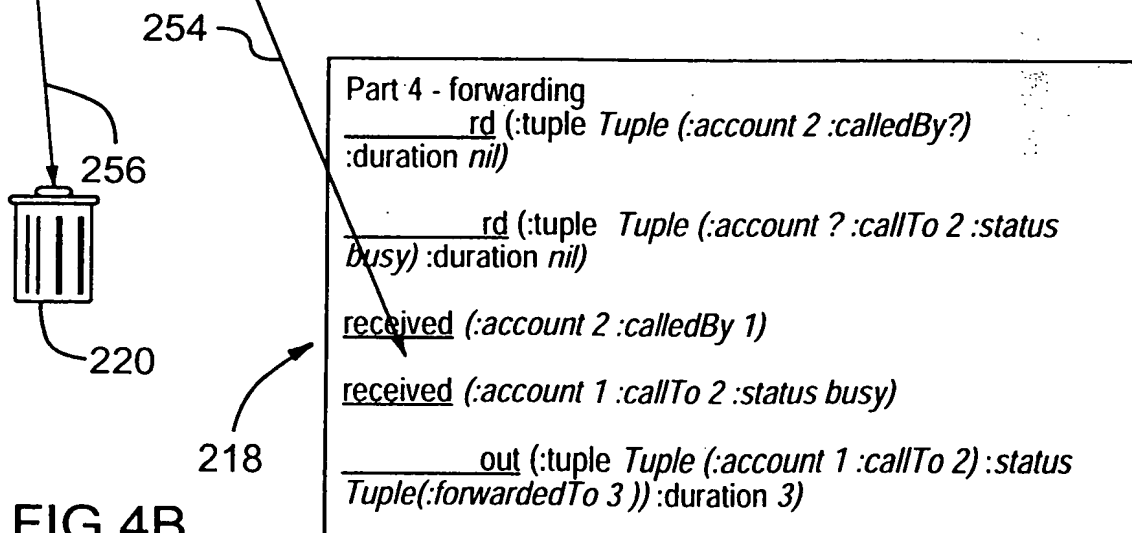 254
Part 4 - forwarding
rd (:tuple Tuple (:account 2 :calledBy?)
:duration nil)
256
rd (:tuple Tuple (:account ? :callTo 2 :status
busy) :duration nil)
received (:account 2 :calledBy 1)
220
received (:account 1 :callTo 2 :status busy)
218
out (:tuple Tuple (:account 1 :callTo 2) :status
Tuple(:forwardedTo 3 )) :duration 3)
FIG 4B